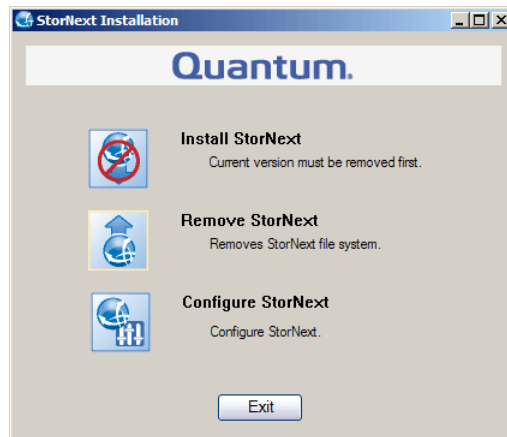 StorNext Installation
Quantum.
Install StorNext
Current version must be removed first.
Remove StorNext
Removes StorNext file system.
Configure StorNext
Configure StorNext.
Exit